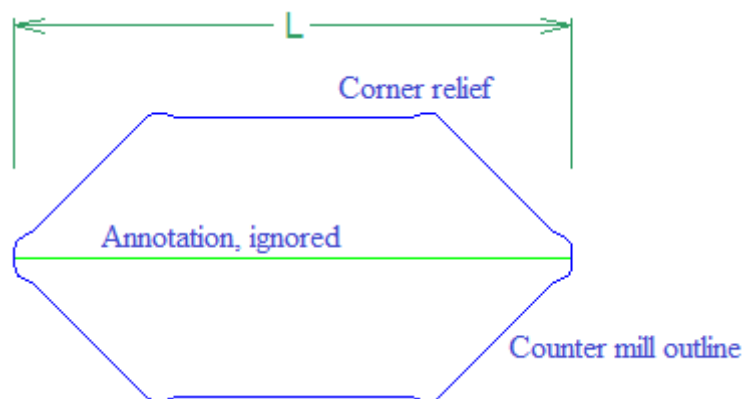 L
Corner relief
Annotation, ignored
Counter mill outline